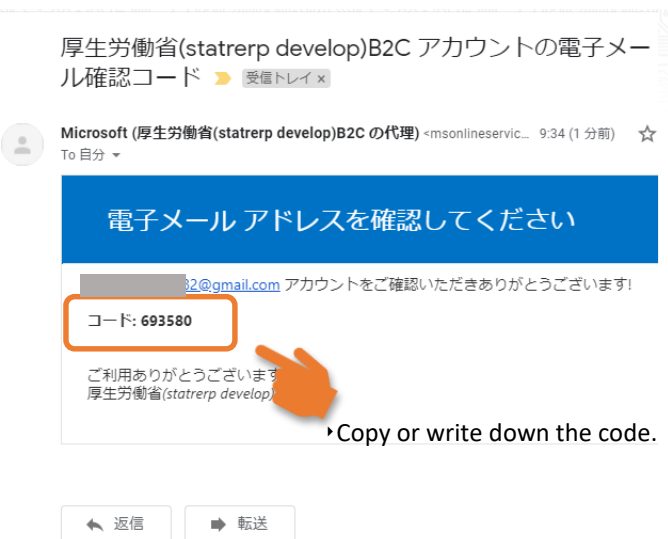 厚生労働省(statrerp develop)B2C アカウントの電子メー
ル確認コード 受信トレイ ×
Microsoft (厚生労働省(statrerp develop)B2C の代理) <msonlineservic... 9:34 (1 分前)
To 自分
電子メール アドレスを確認してください
32@gmail.com アカウントをご確認いただきありがとうございます!
コード: 693580
ご利用ありがとうございます
厚生労働省(statrerp develop)
Copy or write down the code.
返信 転送